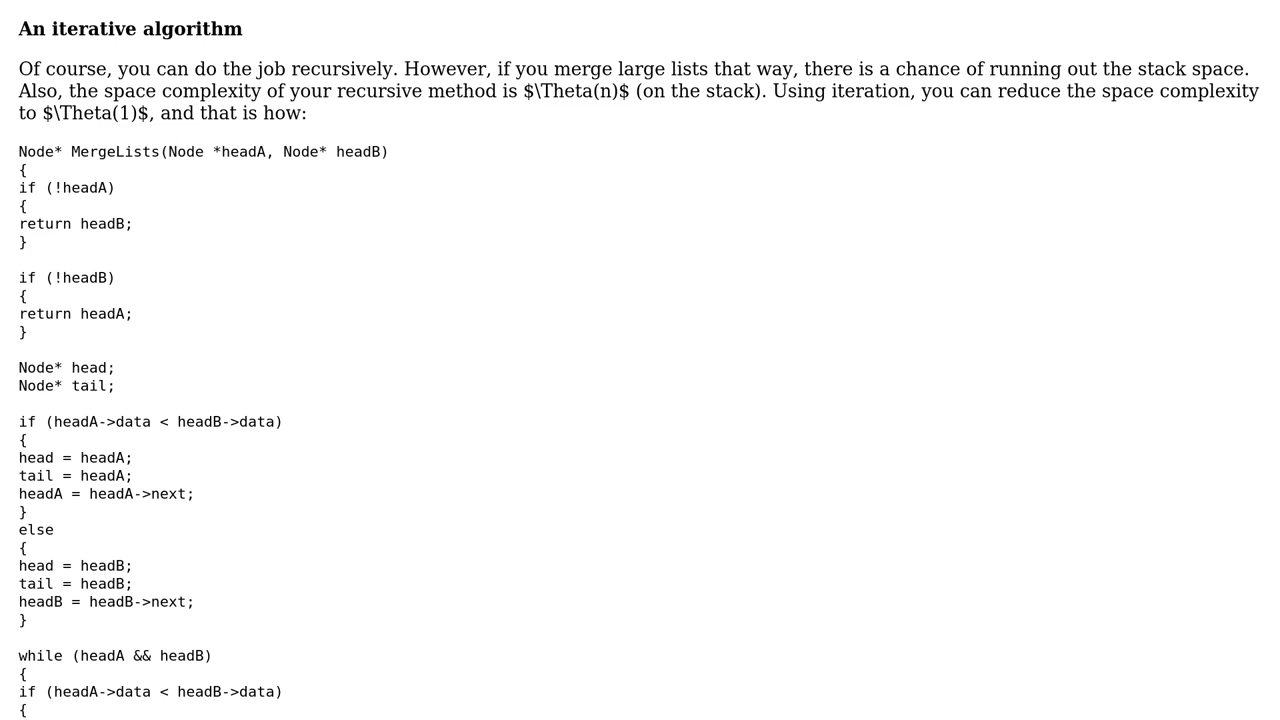 An iterative algorithm
Of course, you can do the job recursively. However, if you merge large lists that way, there is a chance of running out the stack space.
Also, the space complexity of your recursive method is $\Theta(n)$ (on the stack). Using iteration, you can reduce the space complexity
to $\Theta(1)$, and that is how:
Node* MergeLists(Node *headA, Node* headB)
{
if (!headA)
{
return headB;
}
if (!headB)
{
return headA;
}
Node* head;
Node* tail;
if (headA->data < headB->data)
{
head = headA;
tail = headA;
headA = headA->next;
}
else
{
head = headB;
tail = headB;
headB = headB->next;
}
while (headA && headB)
{
if (headA->data < headB->data)
{